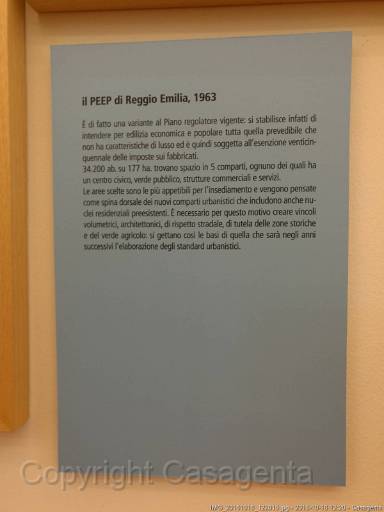 il PEEP di Reggio Emilia, 1963
È di fatto una variante al Piano regolatore vigente: si stabilisce infatti di
intendere per edilizia economica e popolare tutta quella prevedibile che
non ha caratteristiche di lusso ed è quindi soggetta all'esenzione venticin-
quennale delle imposte sui fabbricati.
34.200 ab. su 177 ha. trovano spazio in 5 comparti, ognuno dei quali ha
un centro civico, verde pubblico, strutture commerciali e servizi.
Le aree scelte sono le più appetibili per l'insediamento e vengono pensate
come spina dorsale dei nuovi comparti urbanistici che includono anche nu-
clei residenziali preesistenti. È necessario per questo motivo creare vincoli
volumetrici, architettonici, di rispetto stradale, di tutela delle zone storiche
e del verde agricolo: si gettano così le basi di quella che sarà negli anni
successivi l'elaborazione degli standard urbanistici.
Copyright Casagenta